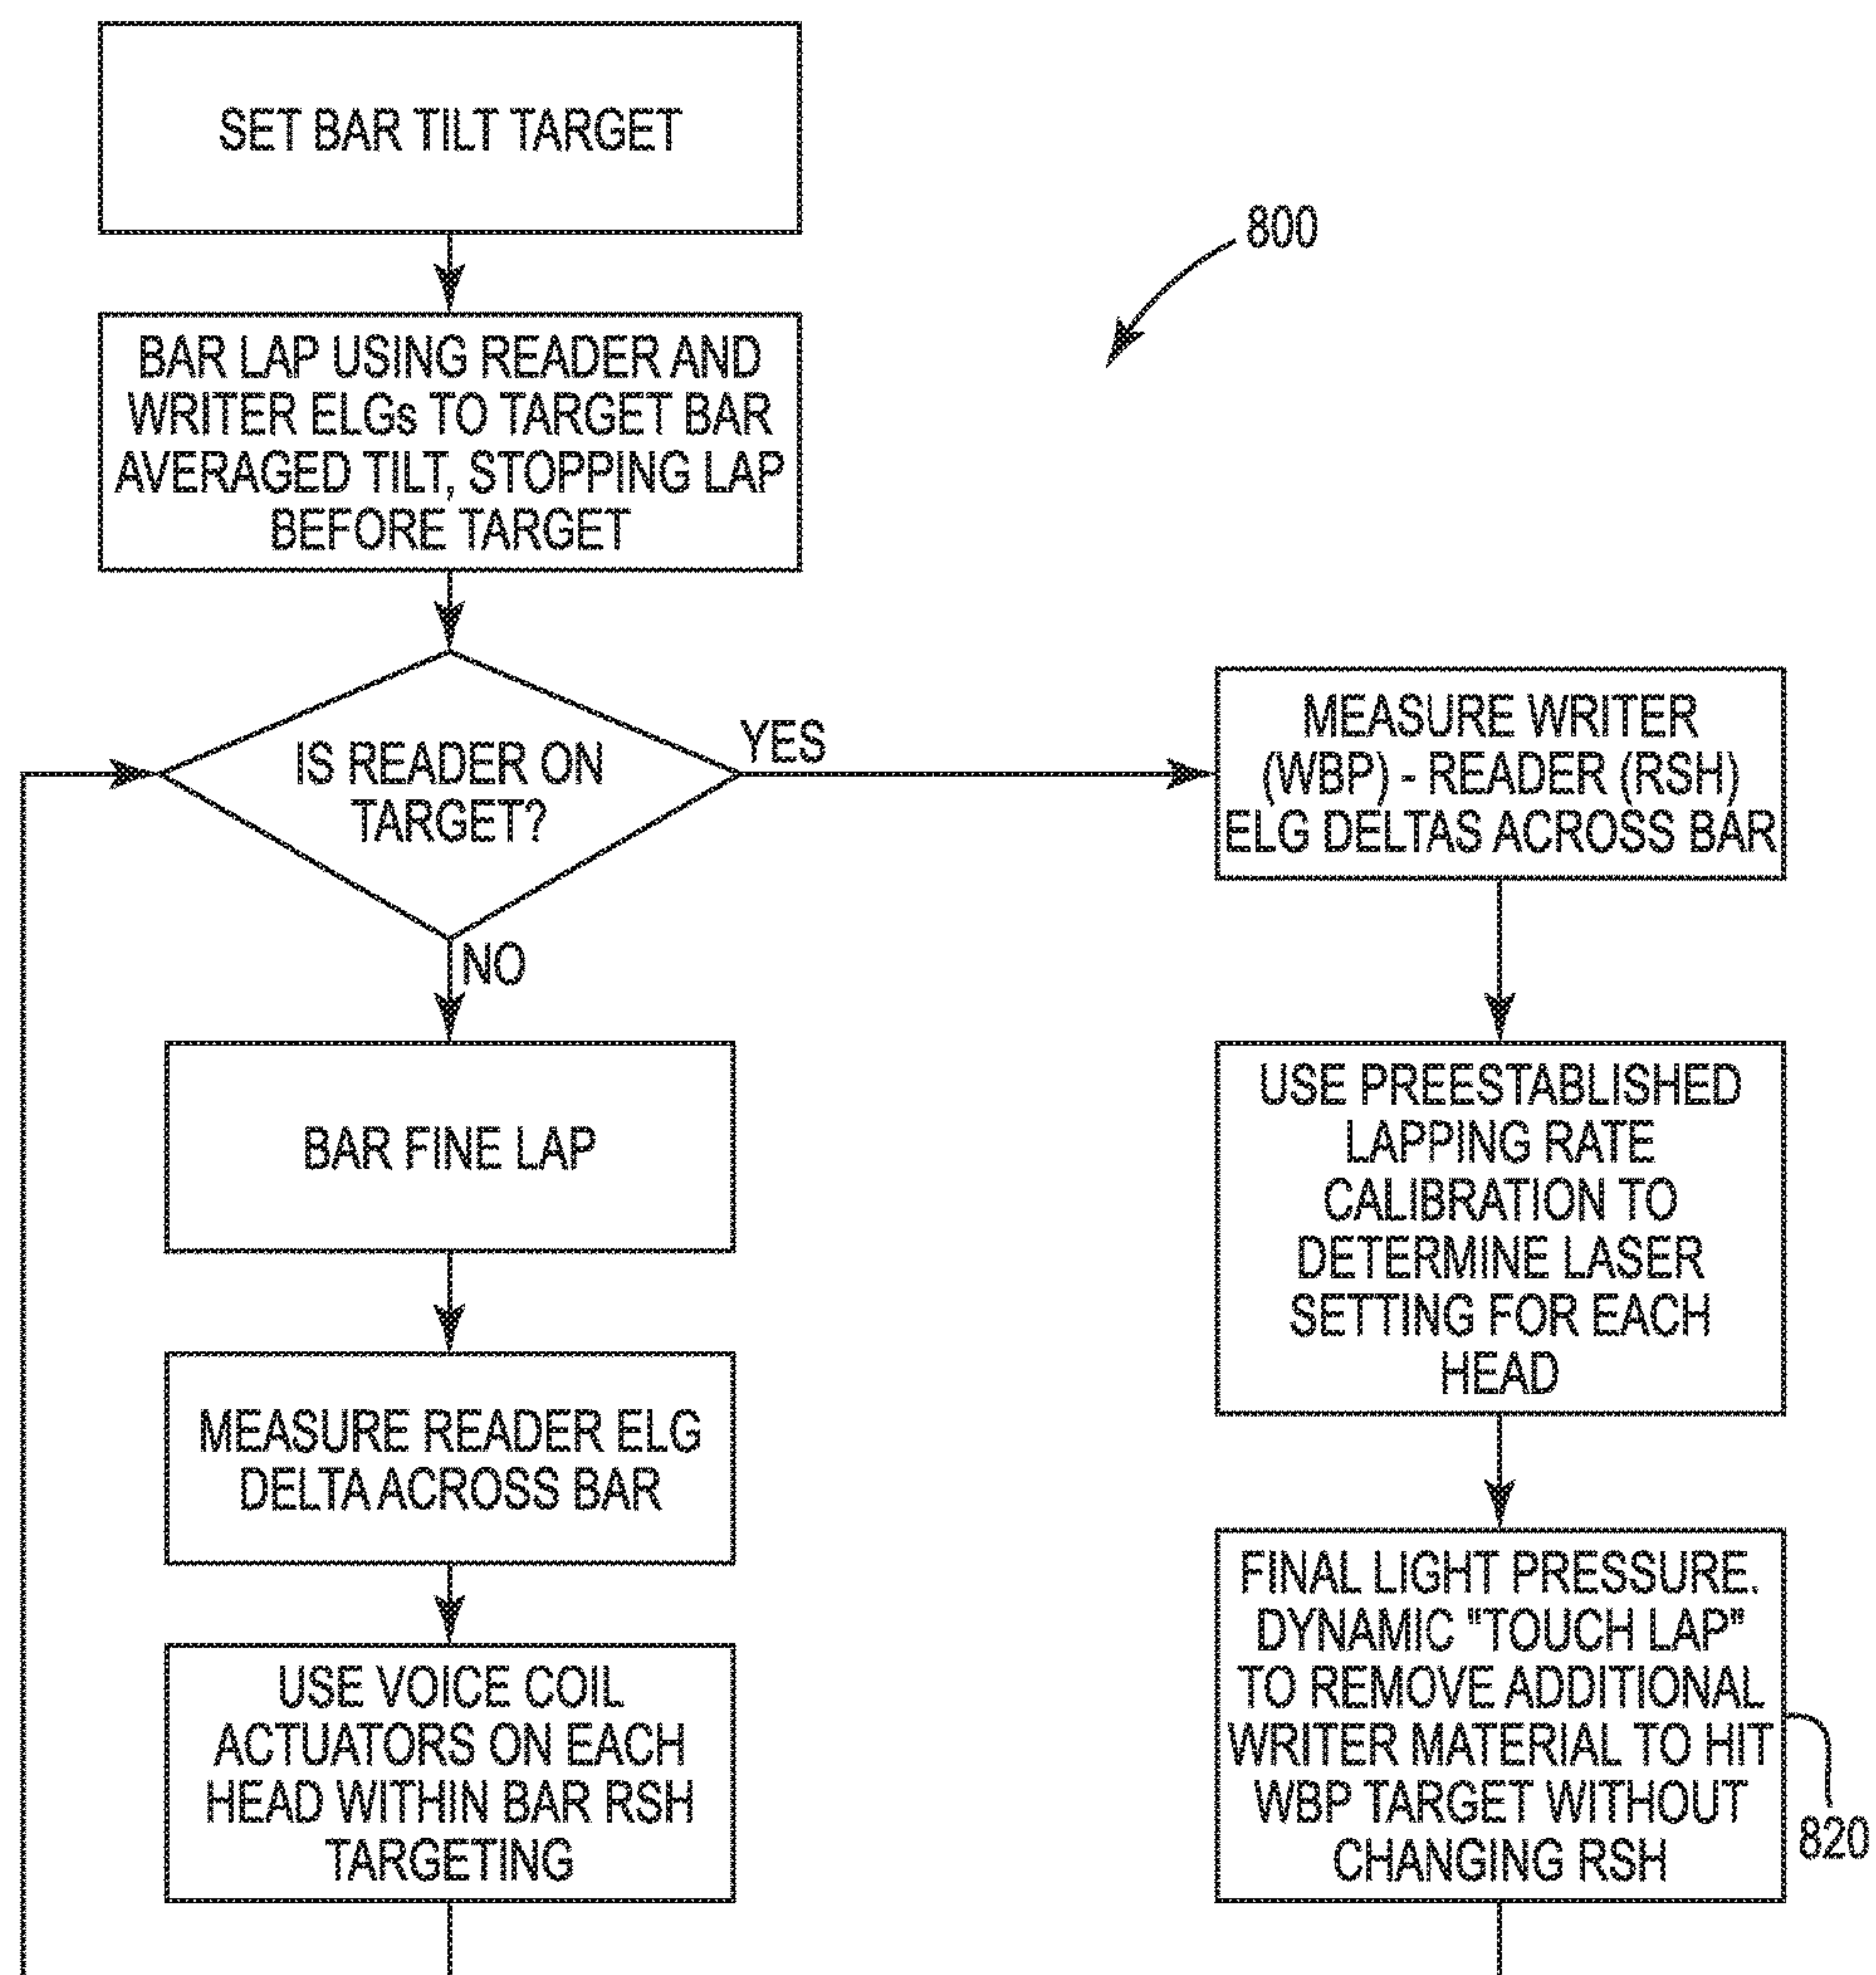 SET BAR TILT TARGET
800
BAR LAP USING READER AND
WRITER ELGs TO TARGET BAR
AVERAGED TILT, STOPPING LAP
BEFORE TARGET
IS READER ON
TARGET?
YES
NO
MEASURE WRITER
(WBP) - READER (RSH)
ELG DELTAS ACROSS BAR
BAR FINE LAP
USE PREESTABLISHED
LAPPING RATE
CALIBRATION TO
DETERMINE LASER
SETTING FOR EACH
HEAD
MEASURE READER ELG
DELTA ACROSS BAR
FINAL LIGHT PRESSURE.
DYNAMIC "TOUCH LAP"
TO REMOVE ADDITIONAL
WRITER MATERIAL TO HIT
WBP TARGET WITHOUT
CHANGING RSH
820
USE VOICE COIL
ACTUATORS ON EACH
HEAD WITHIN BAR RSH
TARGETING